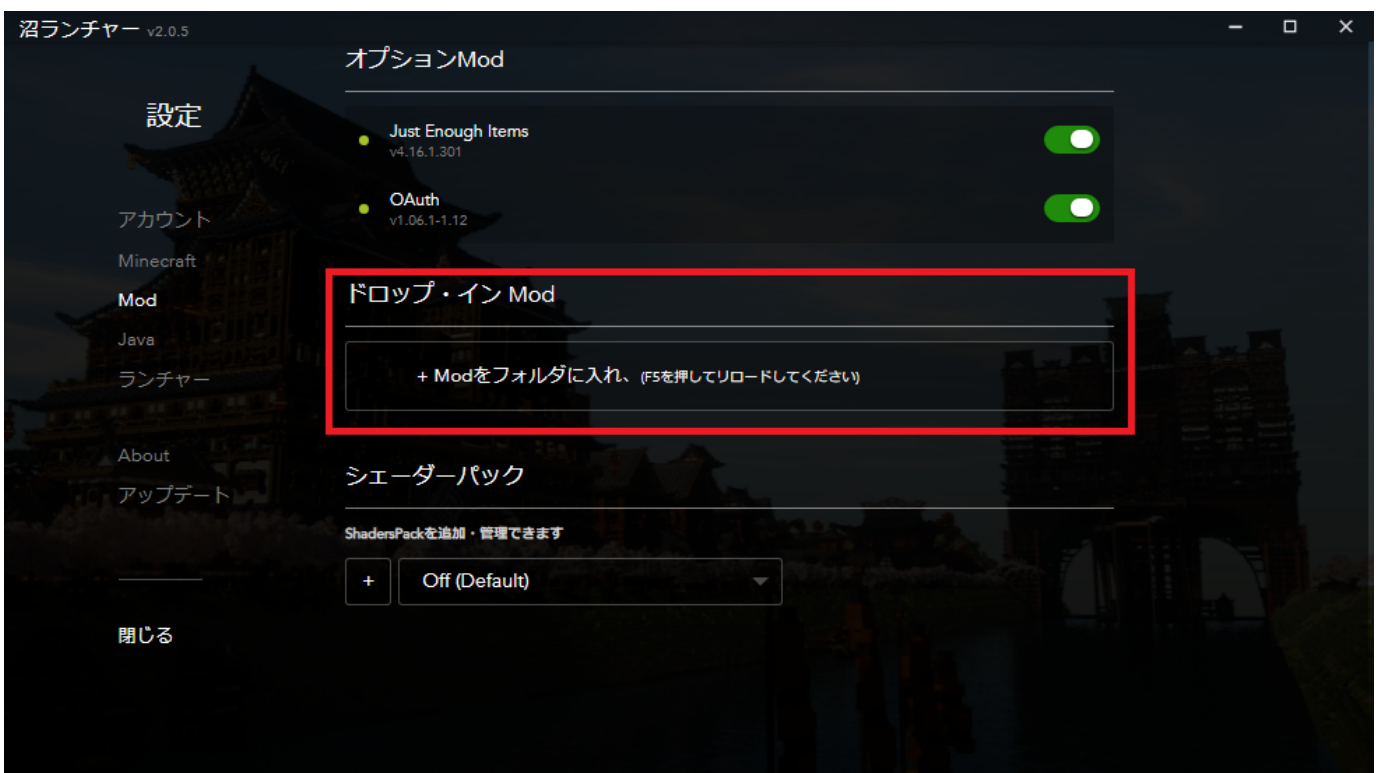 沼ランチャー v2.0.5
設定
アカウント
Minecraft
Mod
Java
ランチャー
About
アップデート
閉じる
オプションMod
Just Enough Items
v4.16.1.301
OAuth
v1.06.1-1.12
ドロップ・イン Mod
+ Modをフォルダに入れ、(F5を押してリロードしてください)
シェーダーパック
ShadersPackを追加・管理できます
+ Off (Default)